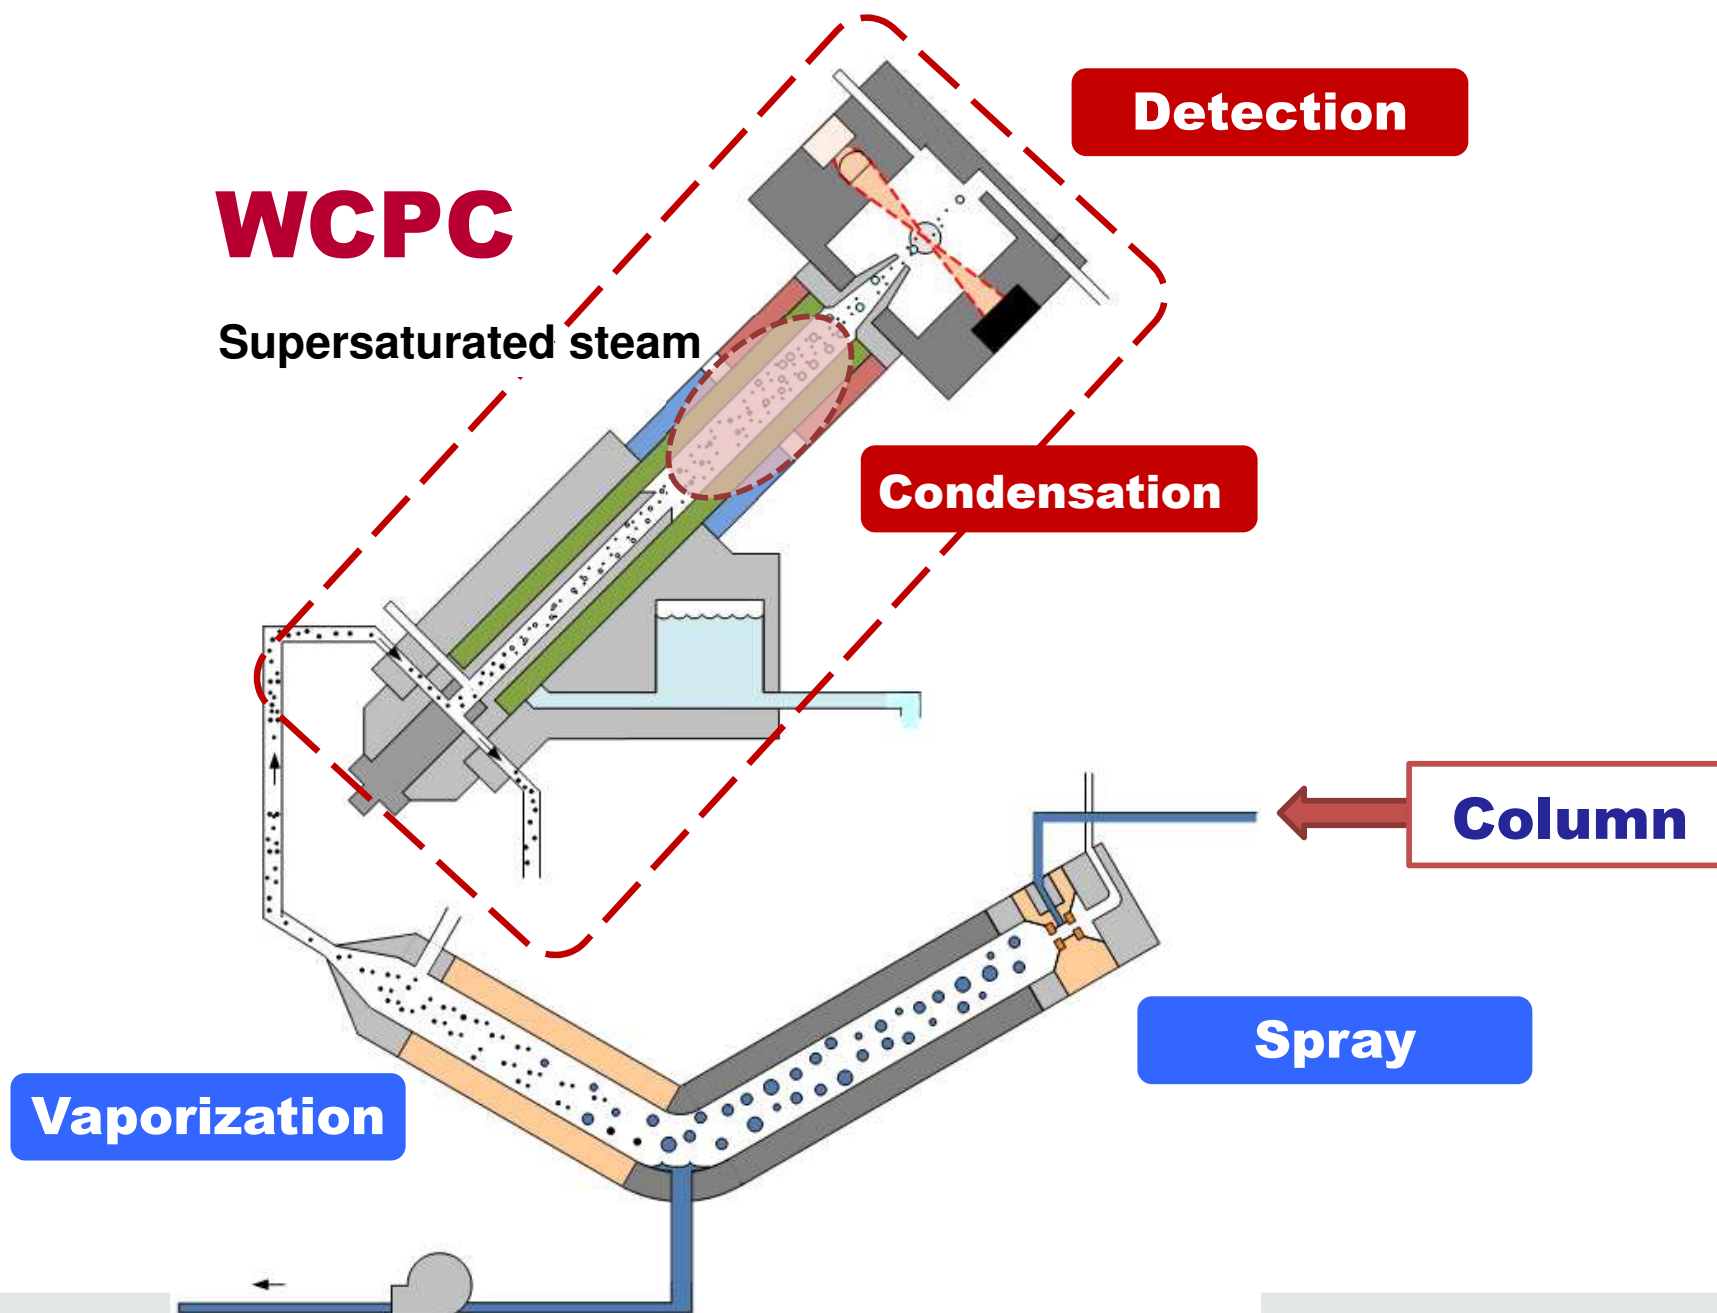 Detection
WCPC
Supersaturated steam
Condensation
Column
Spray
Vaporization